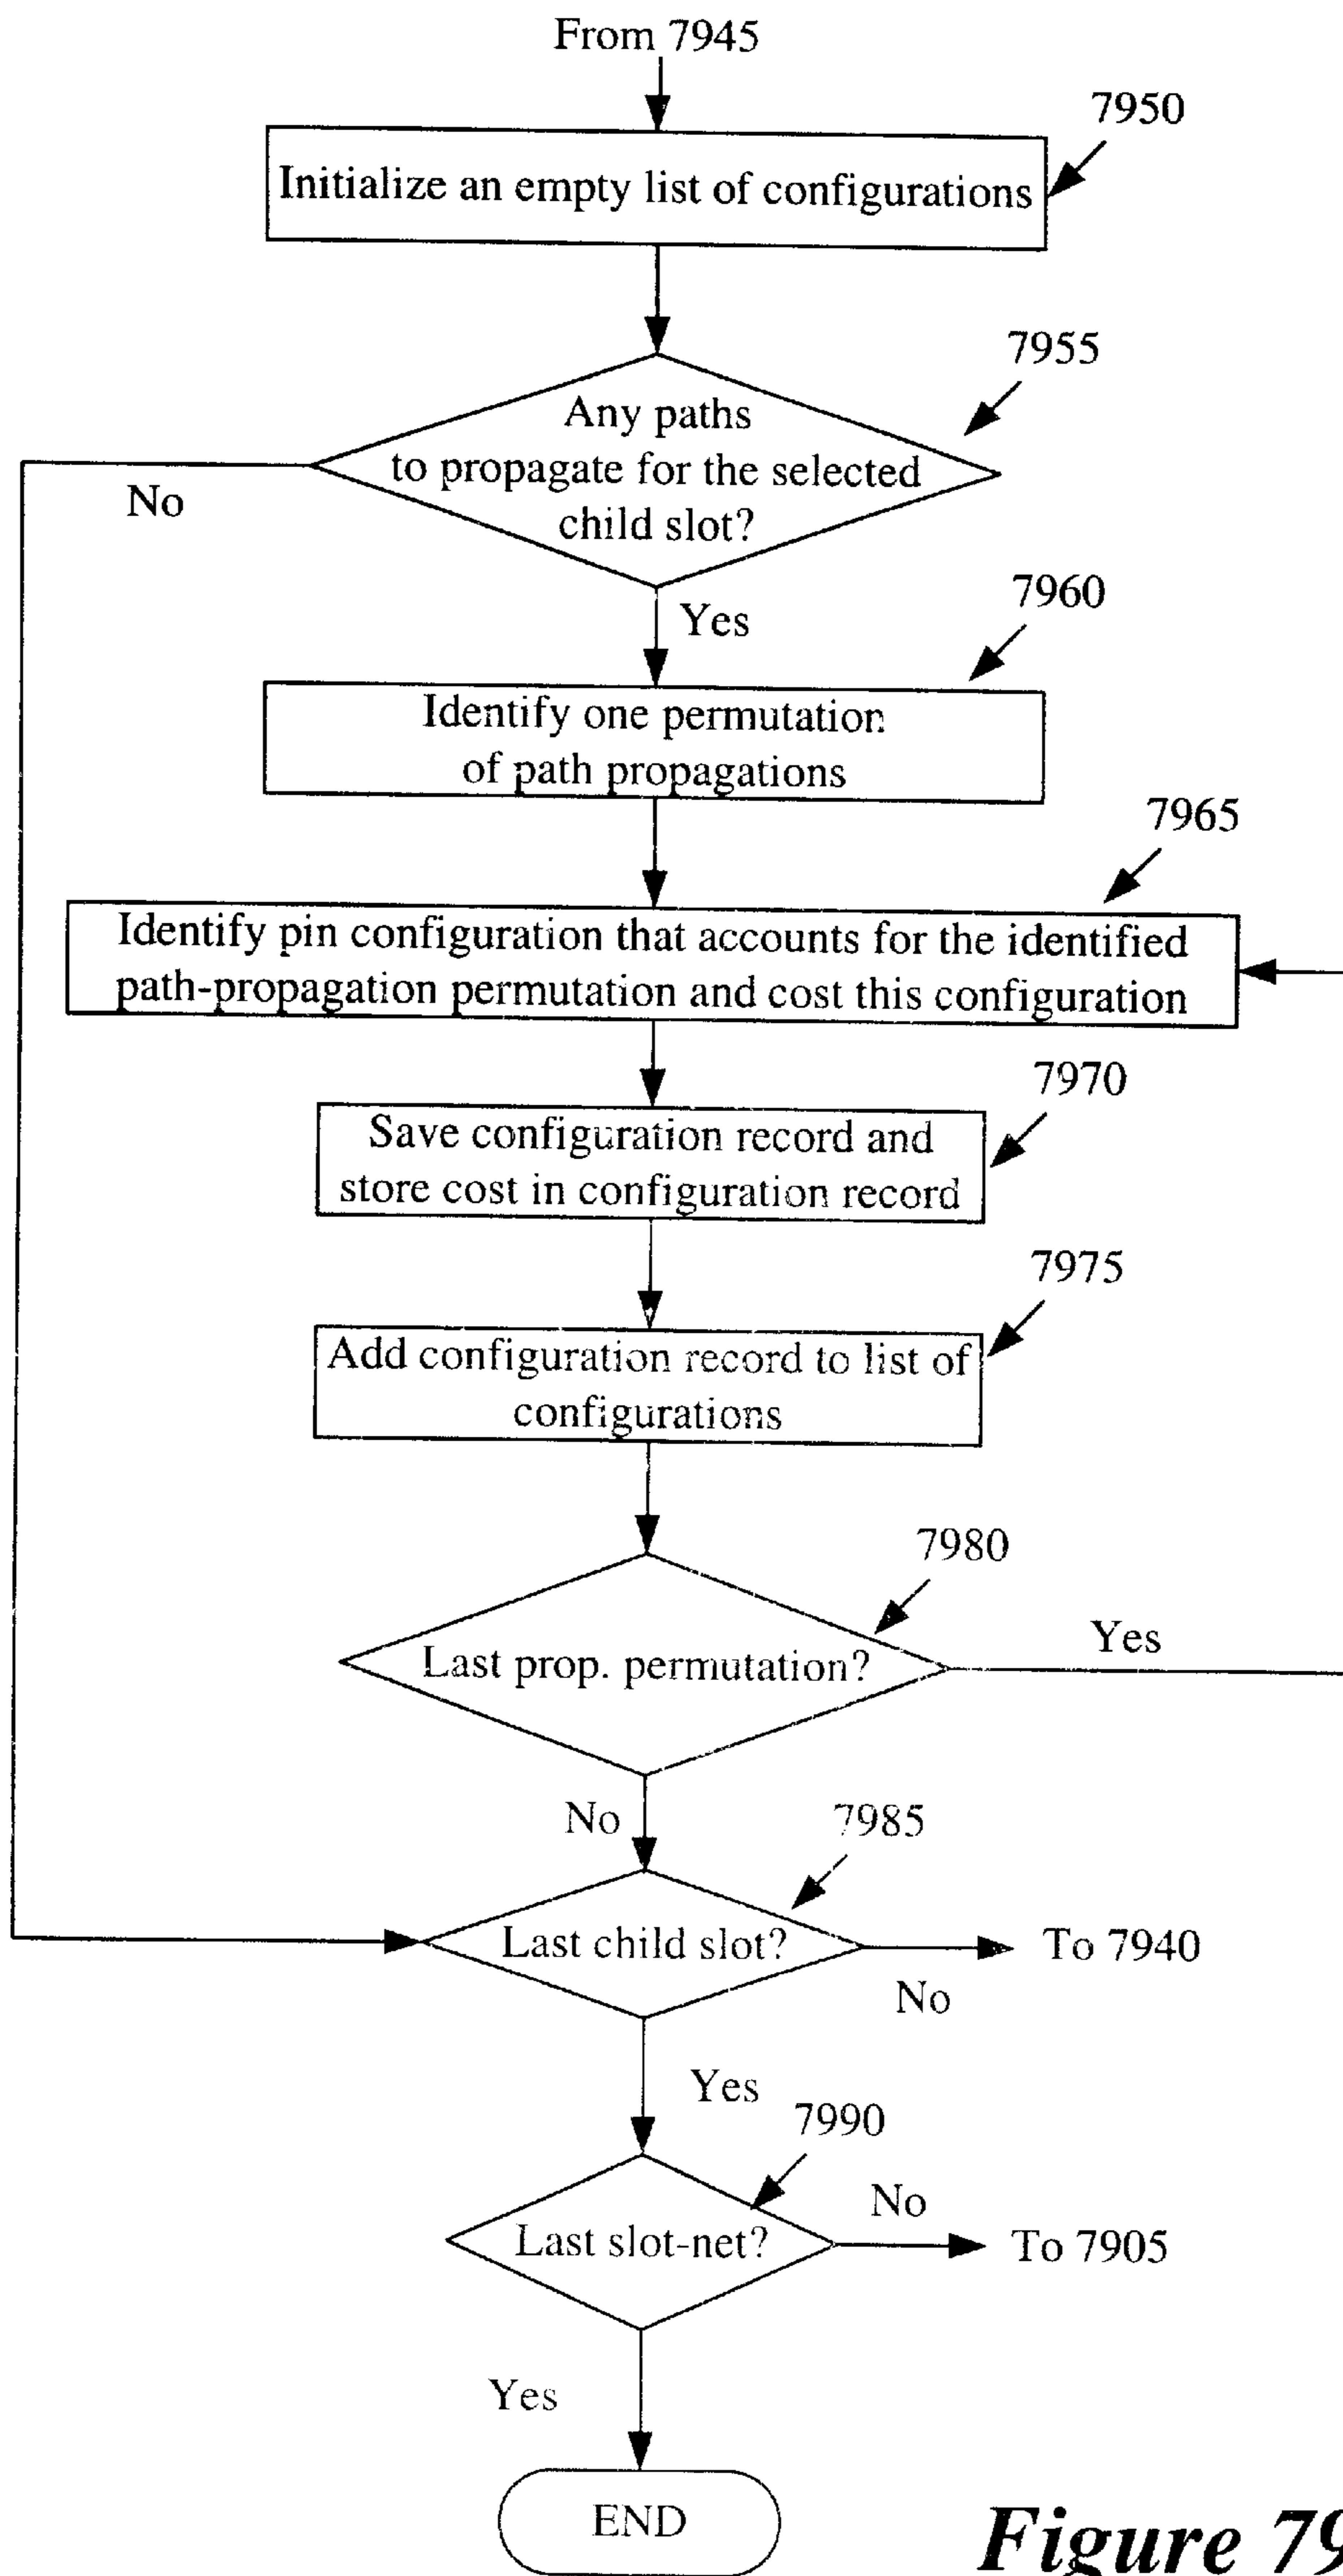 From 7945
7950
Initialize an empty list of configurations
7955
Any paths
to propagate for the selected
child slot?
No
7960
Yes
Identify one permutation
of path propagations
7965
Identify pin configuration that accounts for the identified
path-propagation permutation and cost this configuration
7970
Save configuration record and
store cost in configuration record
7975
Add configuration record to list of
configurations
7980
Last prop. permutation?
Yes
No
7985
Last child slot?
To 7940
No
Yes
7990
No
Last slot-net?
To 7905
Yes
END
Figure 79